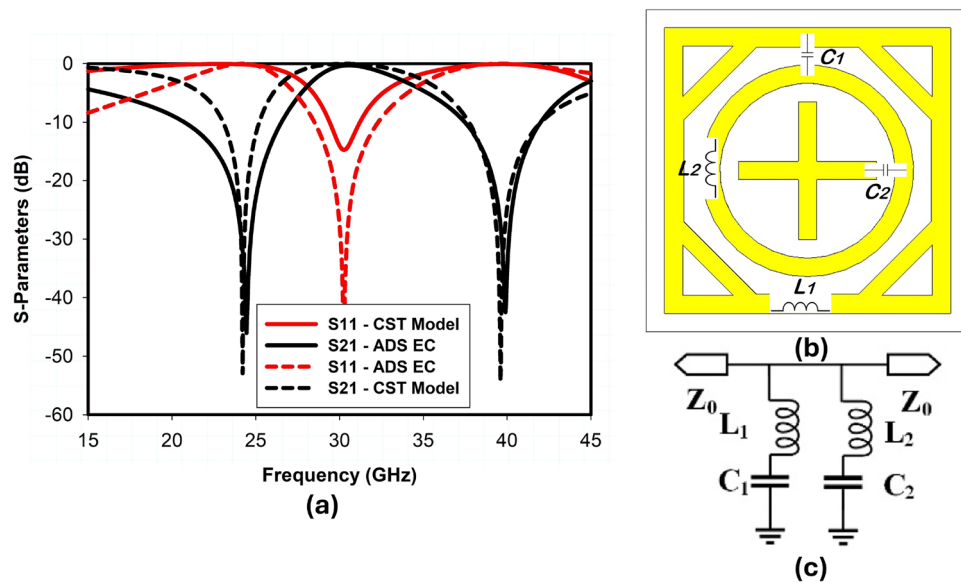 S-Parameters (dB)
0
-10
-20
-30
-40
-50
-60
S11 - CST Model
S21 - ADS EC
S11 - ADS EC
S21 - CST Model
15
20
25
30
35
40
45
Frequency (GHz)
(a)
C1
L2
C2
L1
(b)
Z0
Z0
L1
L2
C1
C2
(c)